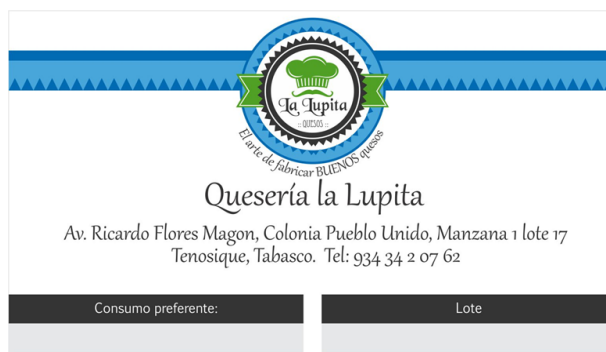 La Lupita
:: QUESOS ::
El arte de fabricar BUENOS quesos
Quesería la Lupita
Av. Ricardo Flores Magon, Colonia Pueblo Unido, Manzana 1 lote 17
Tenosique, Tabasco. Tel: 934 34 2 07 62
Consumo preferente:
Lote